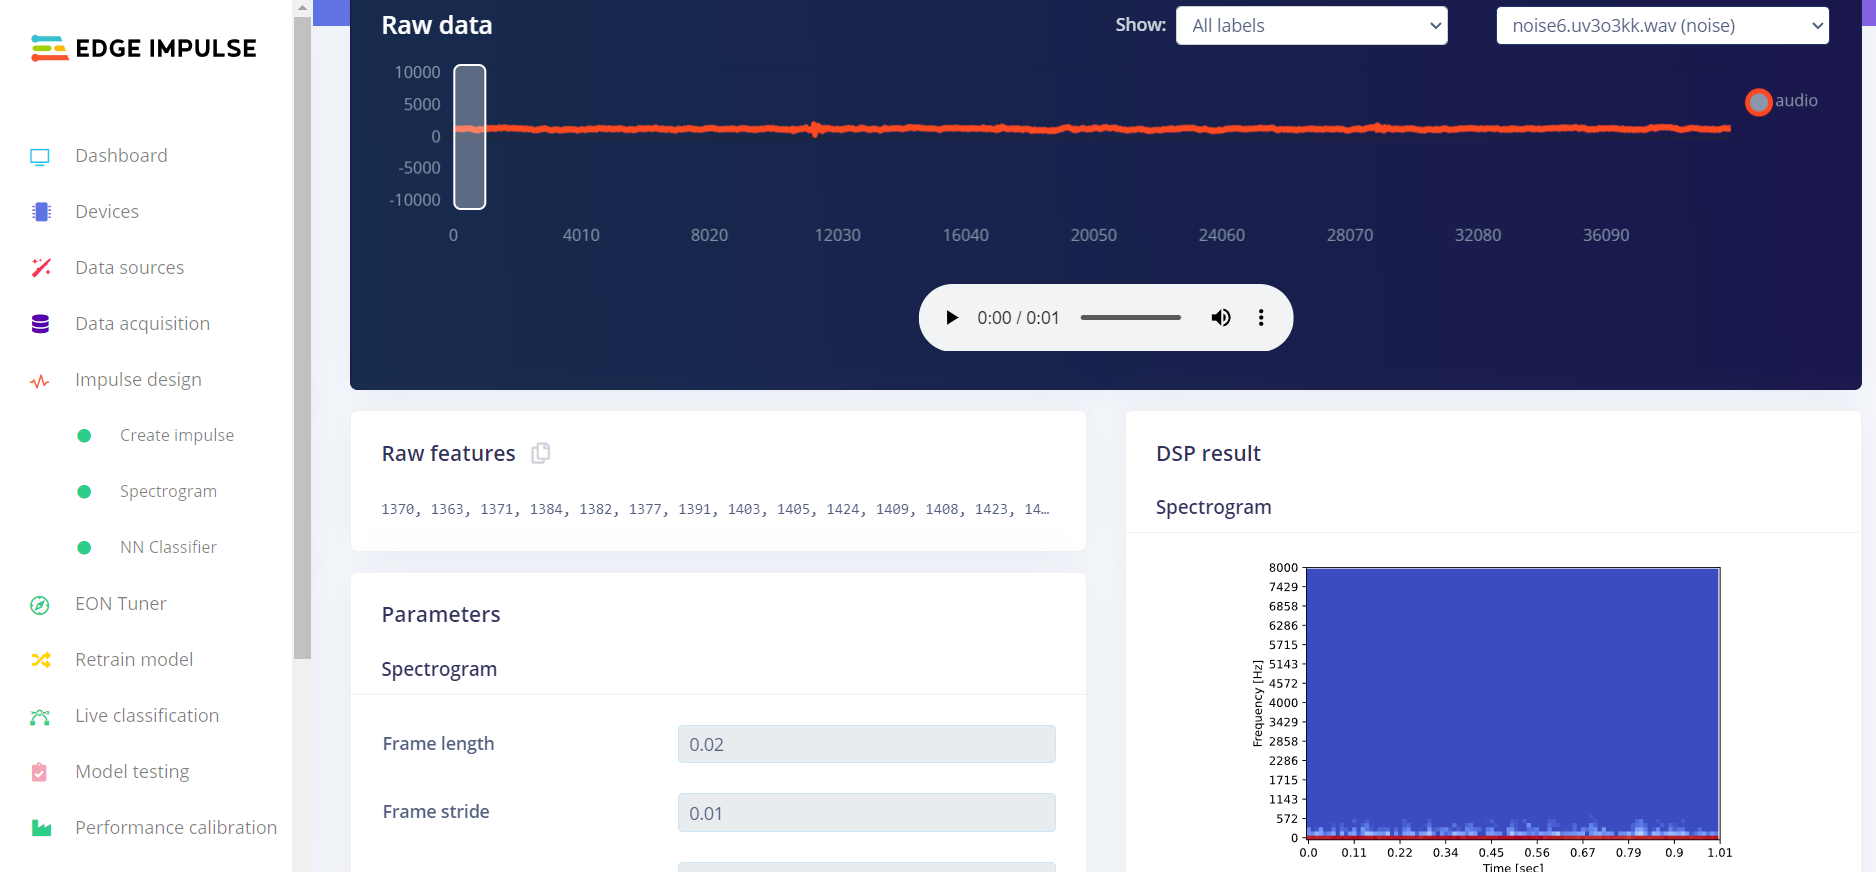 EDGE IMPULSE
Dashboard
Devices
Data sources
Data acquisition
Impulse design
Create impulse
Spectrogram
NN Classifier
EON Tuner
Retrain model
Live classification
Model testing
Performance calibration
Raw data
Show:
All labels
noise6.uv3o3kk.wav (noise)
10000
5000
0
-5000
-10000
0 4010 8020 12030 16040 20050 24060 28070 32080 36090
audio
0:00 / 0:01
Raw features
1370, 1363, 1371, 1384, 1382, 1377, 1391, 1403, 1405, 1424, 1409, 1408, 1423, 14…
Parameters
Spectrogram
Frame length
0.02
Frame stride
0.01
DSP result
Spectrogram
Frequency [Hz]
8000
7429
6858
6286
5715
5143
4572
4000
3429
2858
2286
1715
1143
572
0
0.0 0.11 0.22 0.34 0.45 0.56 0.67 0.79 0.9 1.01
Time [sec]